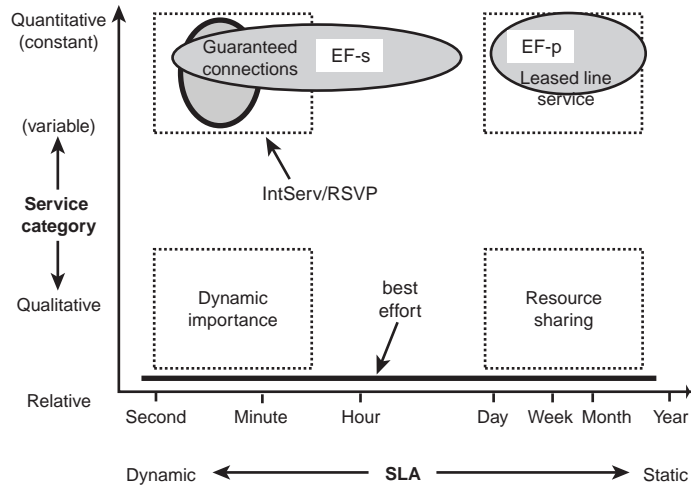 Quantitative
(constant)
Guaranteed
connections
EF-s
EF-p
Leased line
service
(variable)
IntServ/RSVP
Service
category
best
effort
Qualitative
Dynamic
importance
Resource
sharing
Relative
Second
Minute
Hour
Day
Week
Month
Year
Dynamic
SLA
Static